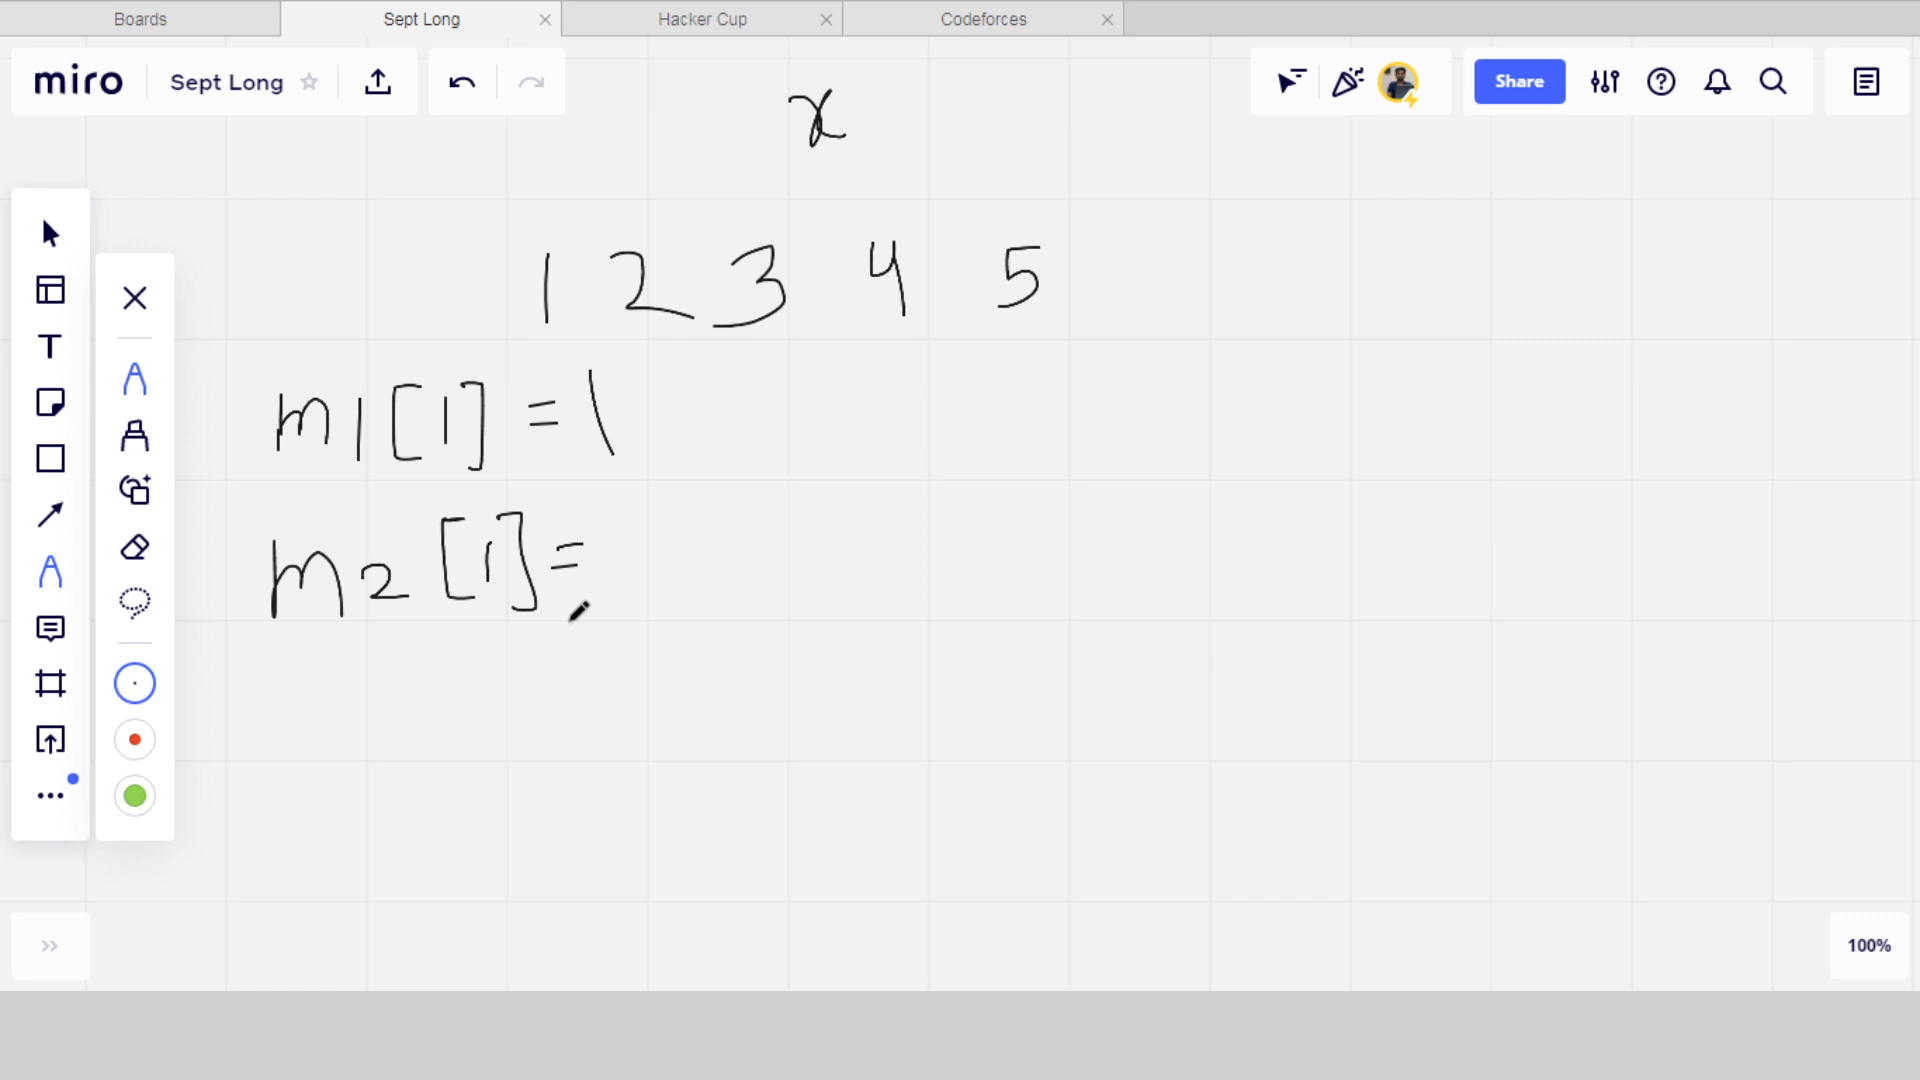 Boards Sept Long Hacker Cup Codeforces
miro Sept Long Share
x
1 2 3 4 5
m1[1] = 1
m2[1] =
100%